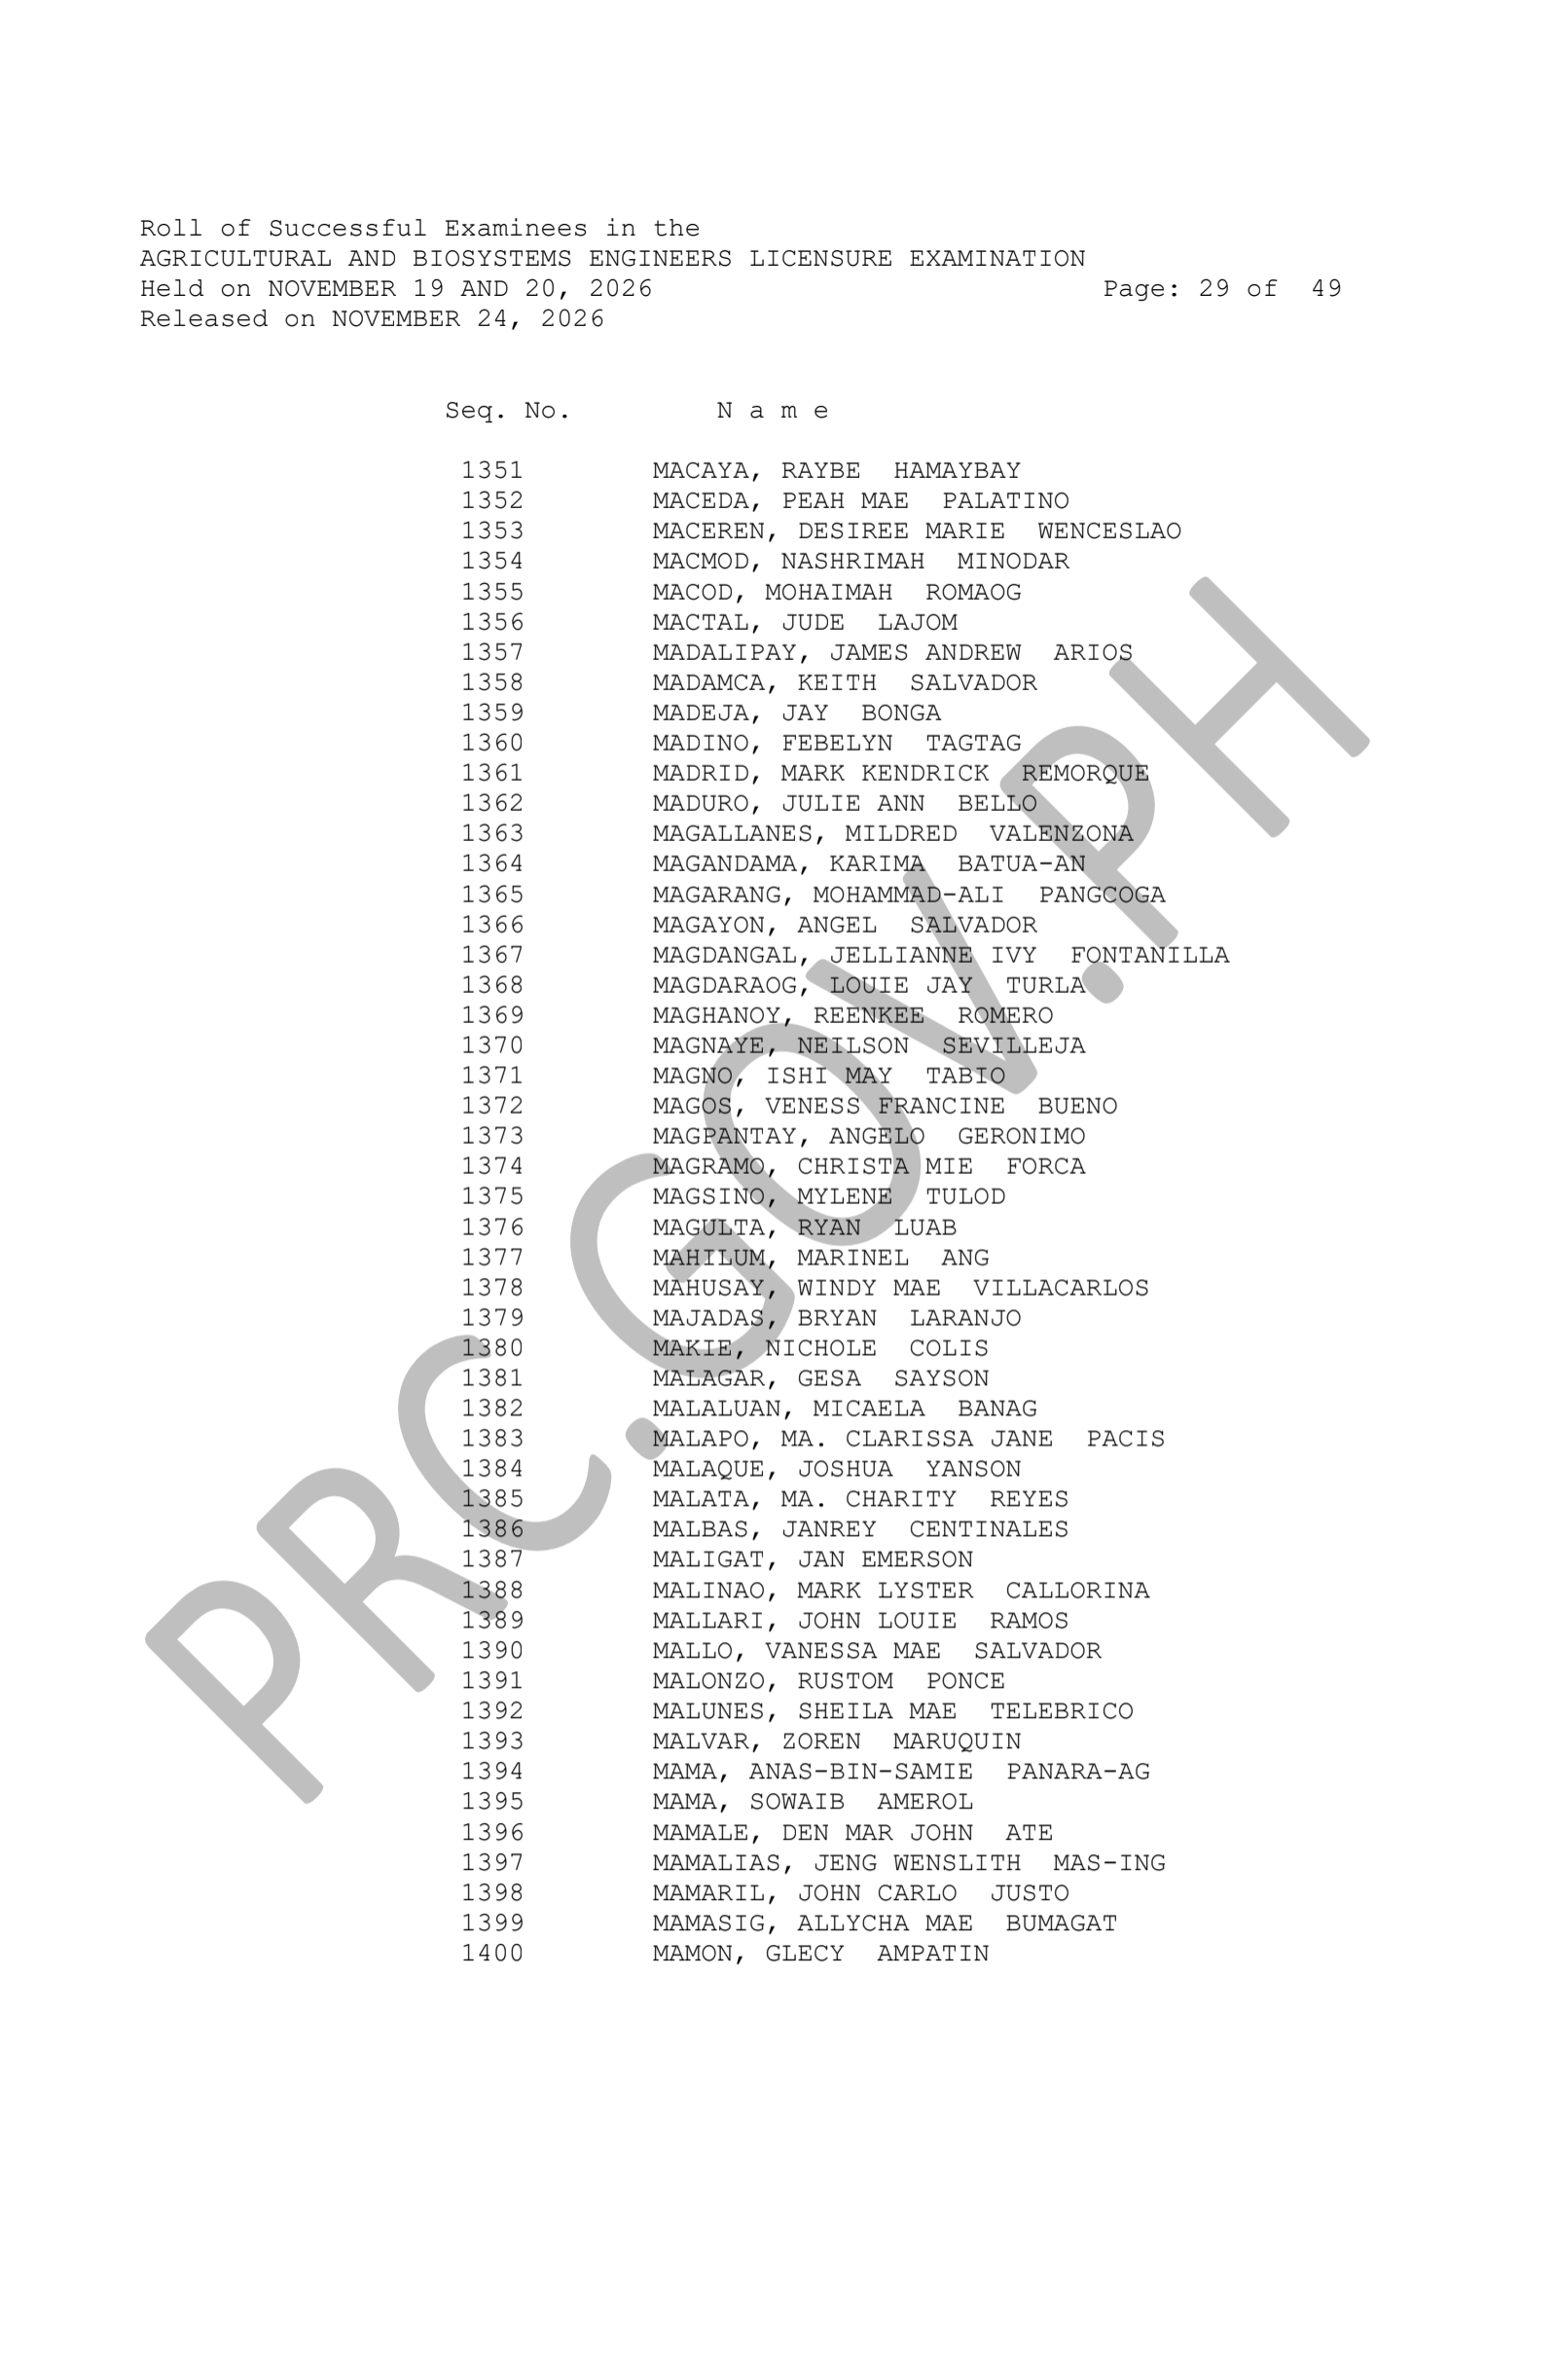 Roll of Successful Examinees in the
AGRICULTURAL AND BIOSYSTEMS ENGINEERS LICENSURE EXAMINATION
Held on NOVEMBER 19 AND 20, 2026 Page: 29 of 49
Released on NOVEMBER 24, 2026
Seq. No. N a m e
1351 MACAYA, RAYBE HAMAYBAY
1352 MACEDA, PEAH MAE PALATINO
1353 MACEREN, DESIREE MARIE WENCESLAO
1354 MACMOD, NASHRIMAH MINODAR
1355 MACOD, MOHAIMAH ROMAOG
1356 MACTAL, JUDE LAJOM
1357 MADALIPAY, JAMES ANDREW ARIOS
1358 MADAMCA, KEITH SALVADOR
1359 MADEJA, JAY BONGA
1360 MADINO, FEBELYN TAGTAG
1361 MADRID, MARK KENDRICK REMORQUE
1362 MADURO, JULIE ANN BELLO
1363 MAGALLANES, MILDRED VALENZONA
1364 MAGANDAMA, KARIMA BATUA-AN
1365 MAGARANG, MOHAMMAD-ALI PANGCOGA
1366 MAGAYON, ANGEL SALVADOR
1367 MAGDANGAL, JELLIANNE IVY FONTANILLA
1368 MAGDARAOG, LOUIE JAY TURLA
1369 MAGHANOY, REENKEE ROMERO
1370 MAGNAYE, NEILSON SEVILLEJA
1371 MAGNO, ISHI MAY TABIO
1372 MAGOS, VENESS FRANCINE BUENO
1373 MAGPANTAY, ANGELO GERONIMO
1374 MAGRAMO, CHRISTA MIE FORCA
1375 MAGSINO, MYLENE TULOD
1376 MAGULTA, RYAN LUAB
1377 MAHILUM, MARINEL ANG
1378 MAHUSAY, WINDY MAE VILLACARLOS
1379 MAJADAS, BRYAN LARANJO
1380 MAKIE, NICHOLE COLIS
1381 MALAGAR, GESA SAYSON
1382 MALALUAN, MICAELA BANAG
1383 MALAPO, MA. CLARISSA JANE PACIS
1384 MALAQUE, JOSHUA YANSON
1385 MALATA, MA. CHARITY REYES
1386 MALBAS, JANREY CENTINALES
1387 MALIGAT, JAN EMERSON
1388 MALINAO, MARK LYSTER CALLORINA
1389 MALLARI, JOHN LOUIE RAMOS
1390 MALLO, VANESSA MAE SALVADOR
1391 MALONZO, RUSTOM PONCE
1392 MALUNES, SHEILA MAE TELEBRICO
1393 MALVAR, ZOREN MARUQUIN
1394 MAMA, ANAS-BIN-SAMIE PANARA-AG
1395 MAMA, SOWAIB AMEROL
1396 MAMALE, DEN MAR JOHN ATE
1397 MAMALIAS, JENG WENSLITH MAS-ING
1398 MAMARIL, JOHN CARLO JUSTO
1399 MAMASIG, ALLYCHA MAE BUMAGAT
1400 MAMON, GLECY AMPATIN
PRC.GOV.PH